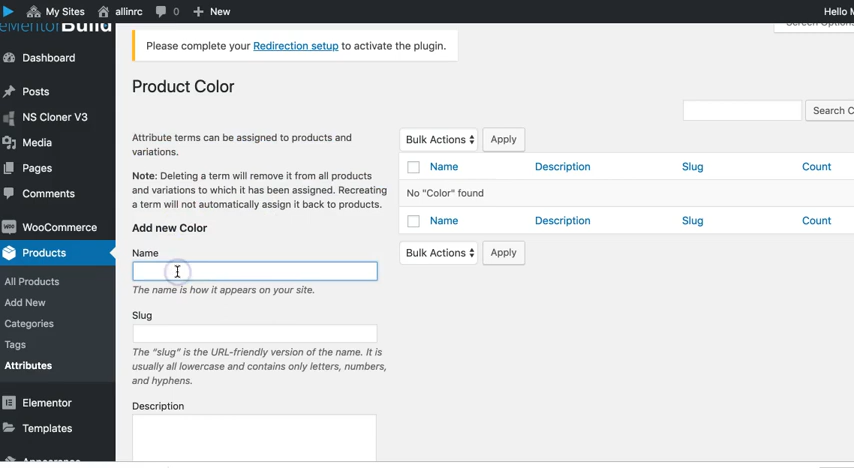 My Sites allinrc 0 New Hello M
Build
Please complete your Redirection setup to activate the plugin.
Dashboard
Posts
NS Cloner V3
Media
Pages
Comments
WooCommerce
Products
All Products
Add New
Categories
Tags
Attributes
Elementor
Templates
Product Color
Search C
Attribute terms can be assigned to products and
variations.
Note: Deleting a term will remove it from all products
and variations to which it has been assigned. Recreating
a term will not automatically assign it back to products.
Add new Color
Name
The name is how it appears on your site.
Slug
The "slug" is the URL-friendly version of the name. It is
usually all lowercase and contains only letters, numbers,
and hyphens.
Description
Bulk Actions Apply
Name Description Slug Count
No "Color" found
Name Description Slug Count
Bulk Actions Apply